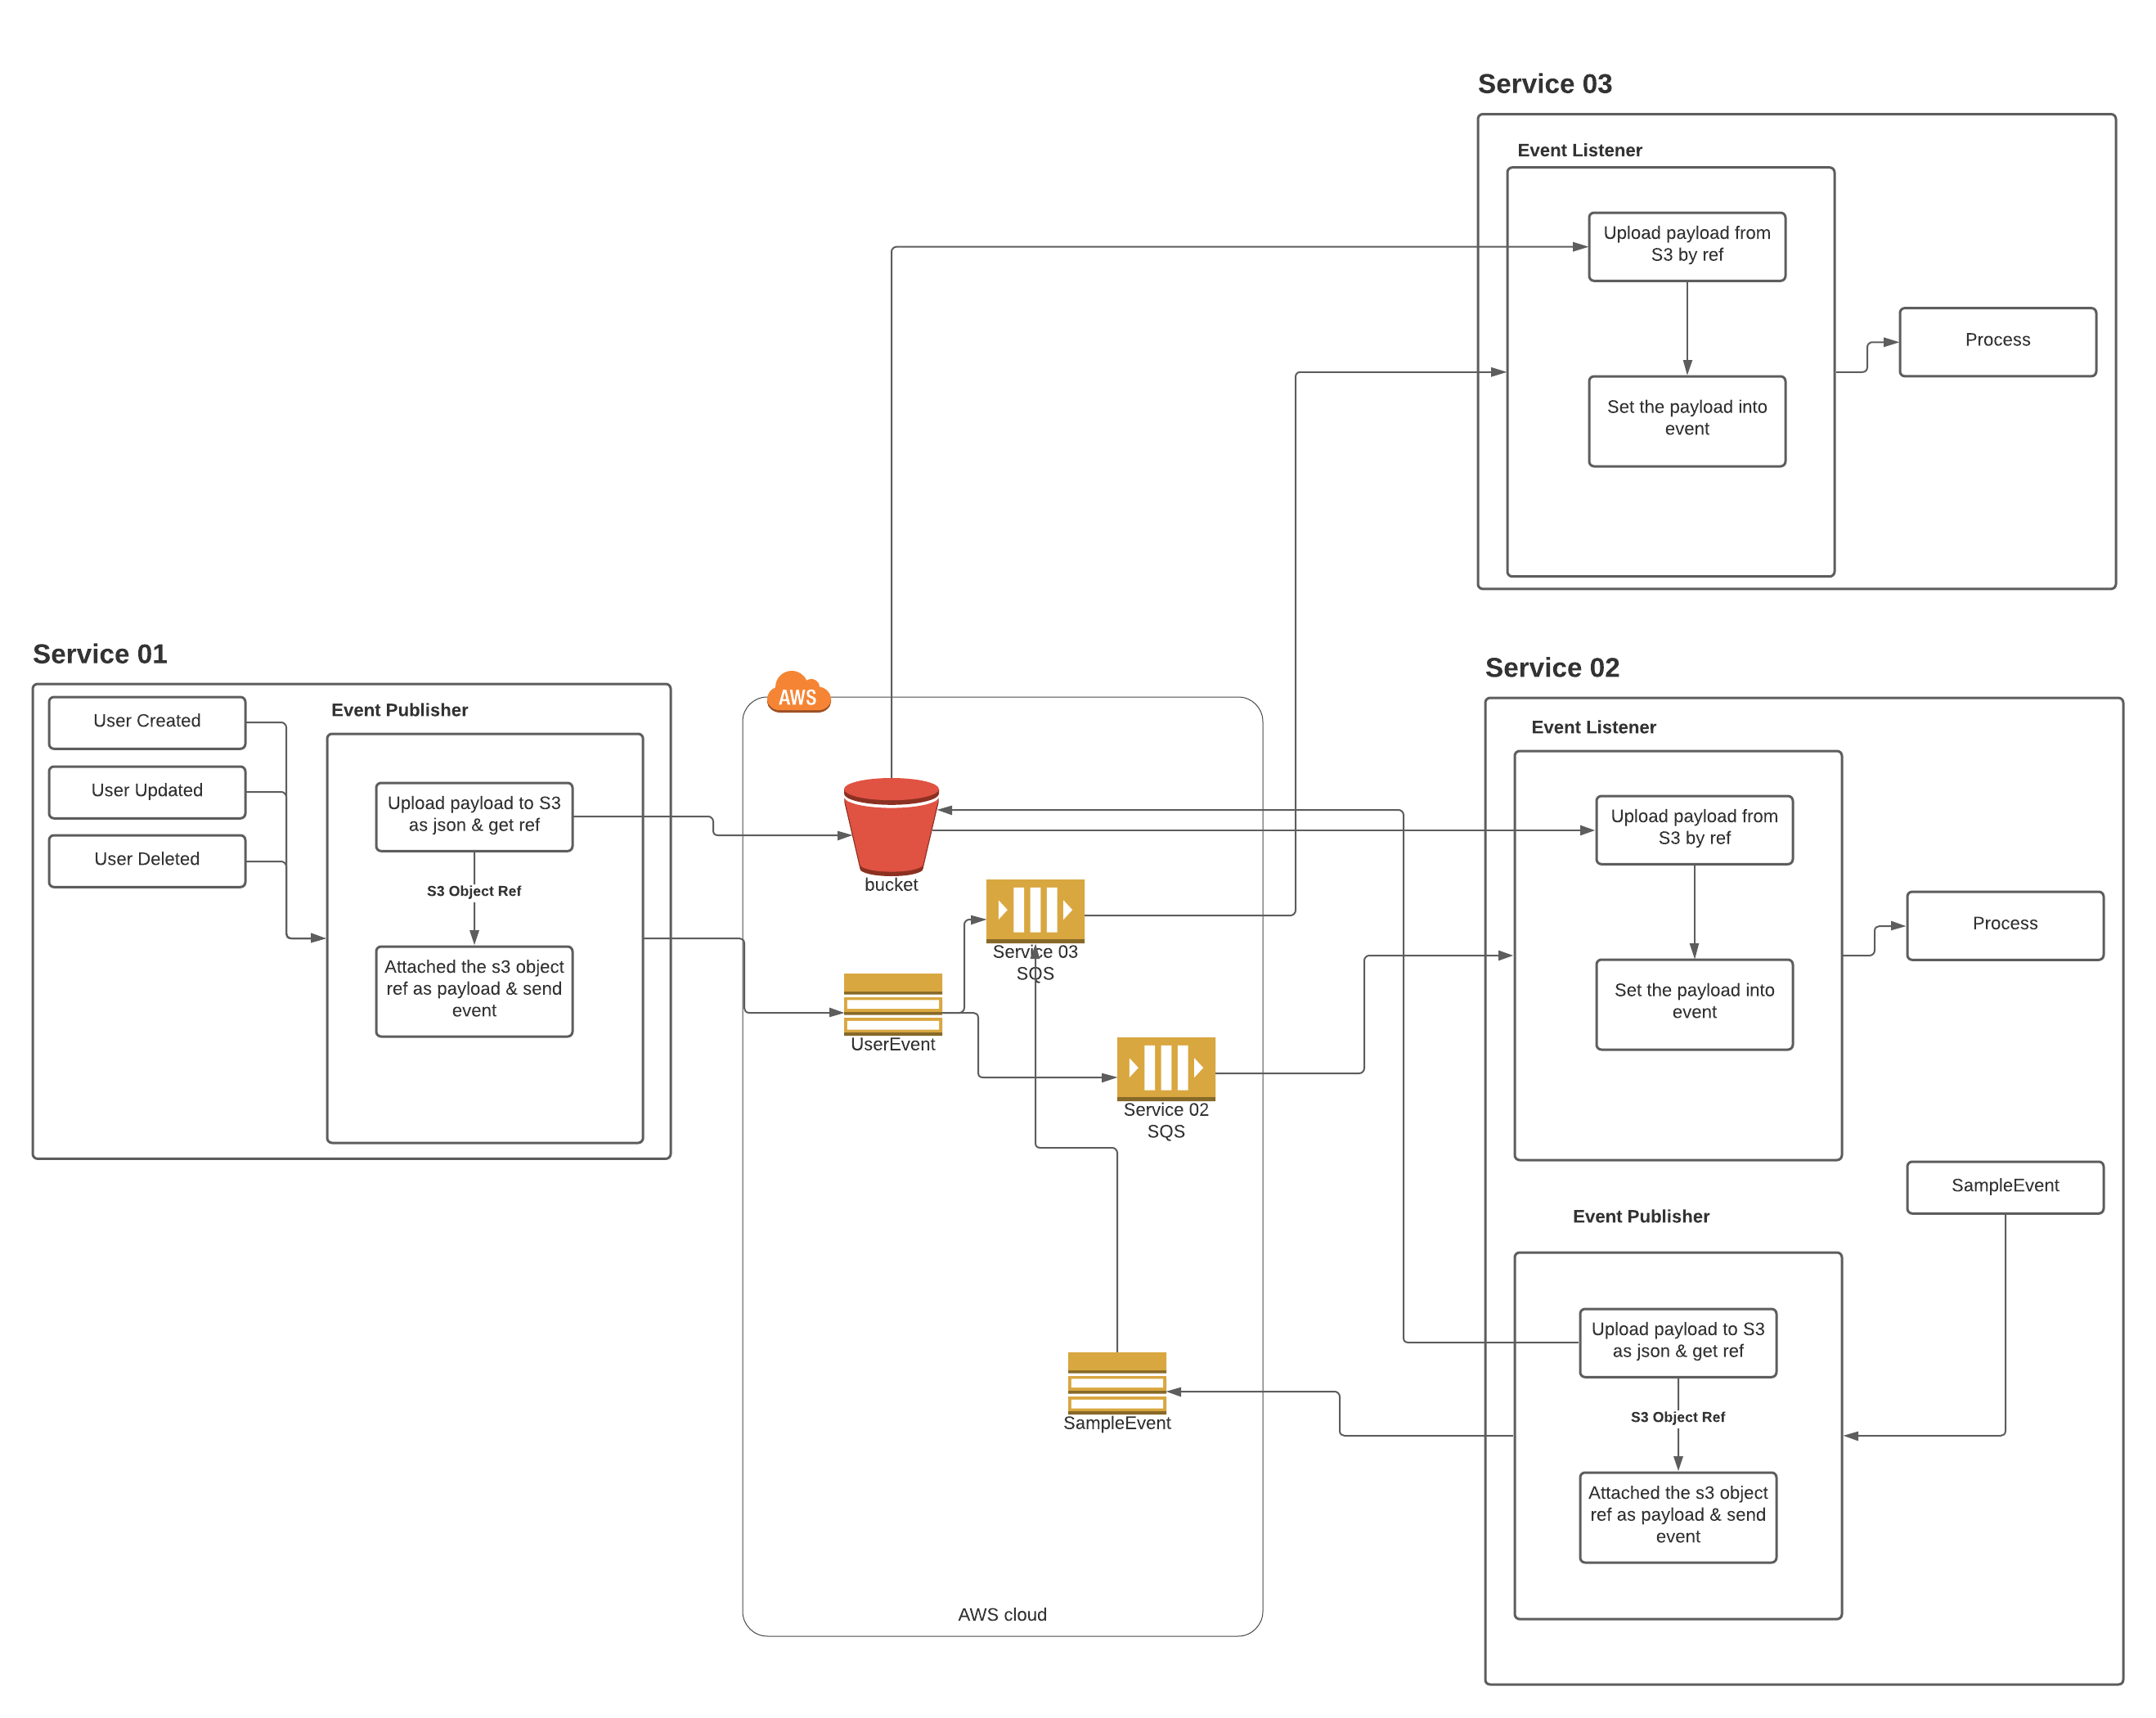 Service 03
Event Listener
Upload payload from
S3 by ref
Process
Set the payload into
event
Service 01
User Created
User Updated
User Deleted
Event Publisher
Upload payload to S3
as json & get ref
S3 Object Ref
Attached the s3 object
ref as payload & send
event
AWS
bucket
Service 03
SQS
UserEvent
Service 02
SQS
SampleEvent
AWS cloud
Service 02
Event Listener
Upload payload from
S3 by ref
Process
Set the payload into
event
SampleEvent
Event Publisher
Upload payload to S3
as json & get ref
S3 Object Ref
Attached the s3 object
ref as payload & send
event